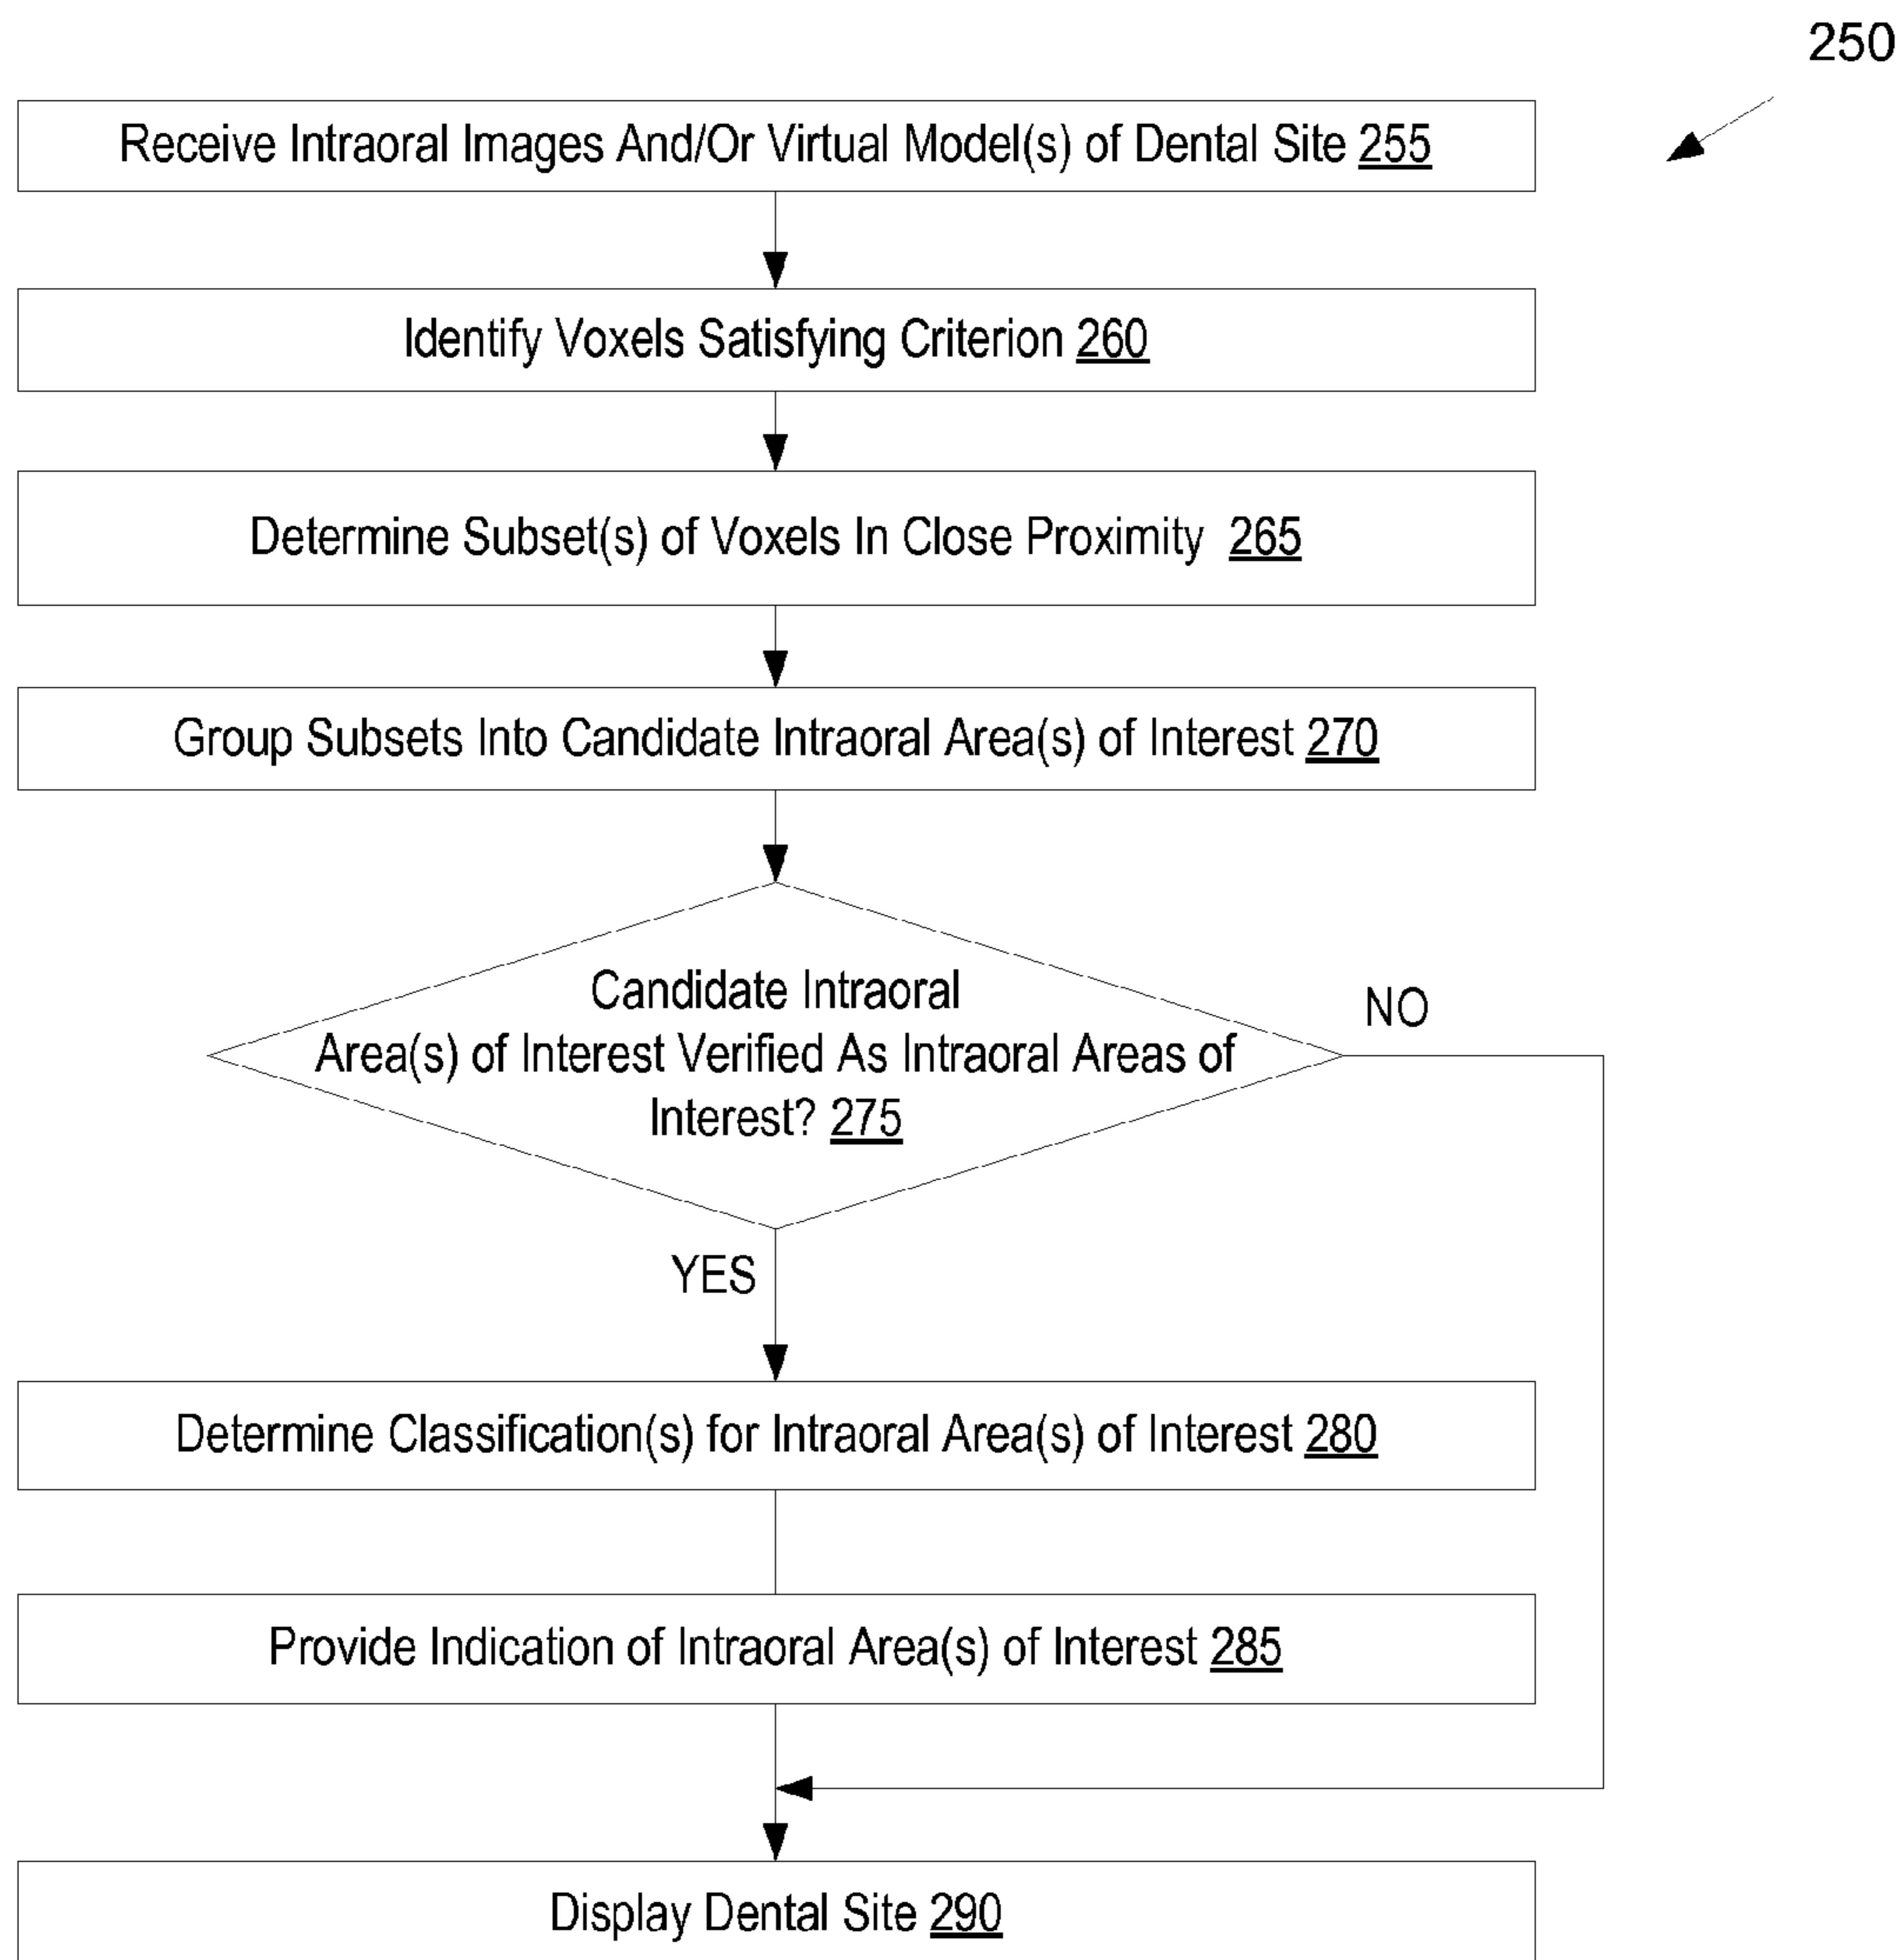 250
Receive Intraoral Images And/Or Virtual Model(s) of Dental Site 255
Identify Voxels Satisfying Criterion 260
Determine Subset(s) of Voxels In Close Proximity 265
Group Subsets Into Candidate Intraoral Area(s) of Interest 270
Candidate Intraoral
Area(s) of Interest Verified As Intraoral Areas of
Interest? 275
NO
YES
Determine Classification(s) for Intraoral Area(s) of Interest 280
Provide Indication of Intraoral Area(s) of Interest 285
Display Dental Site 290